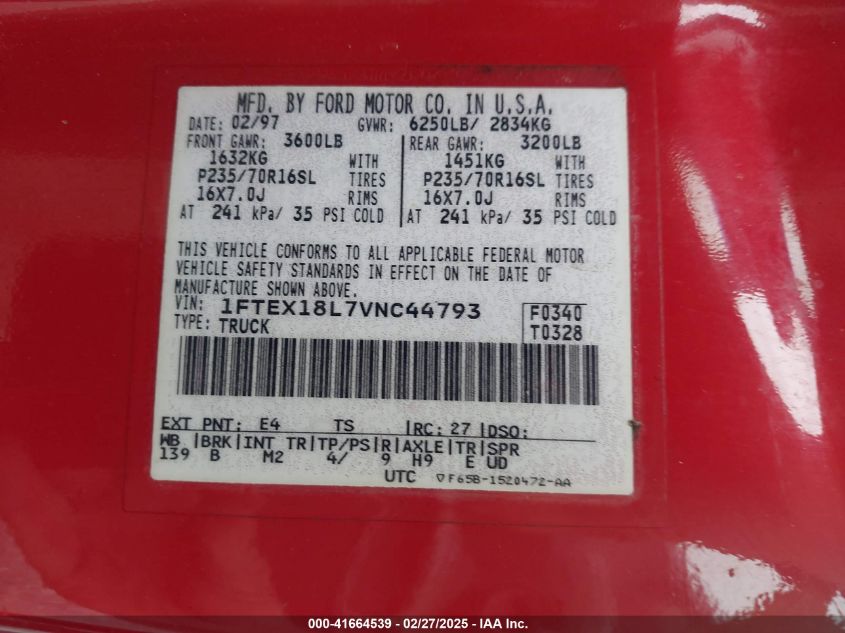 MFD. BY FORD MOTOR CO. IN U.S.A.
DATE: 02/97 GVWR: 6250LB/ 2834KG
FRONT GAWR: 3600LB REAR GAWR: 3200LB
1632KG WITH 1451KG WITH
P235/70R16SL TIRES P235/70R16SL TIRES
16X7.0J RIMS 16X7.0J RIMS
AT 241 kPa/ 35 PSI COLD AT 241 kPa/ 35 PSI COLD
THIS VEHICLE CONFORMS TO ALL APPLICABLE FEDERAL MOTOR
VEHICLE SAFETY STANDARDS IN EFFECT ON THE DATE OF
MANUFACTURE SHOWN ABOVE.
VIN: 1FTEX18L7VNC44793 F0340
TYPE: TRUCK T0328
EXT PNT: E4 TS RC: 27 DSO:
WB BRK INT TR TP/PS R AXLE TR SPR
139 B M2 4/ 9 H9 E UD
UTC ▽F65B-1520472-AA
000-41664539 - 02/27/2025 - IAA Inc.